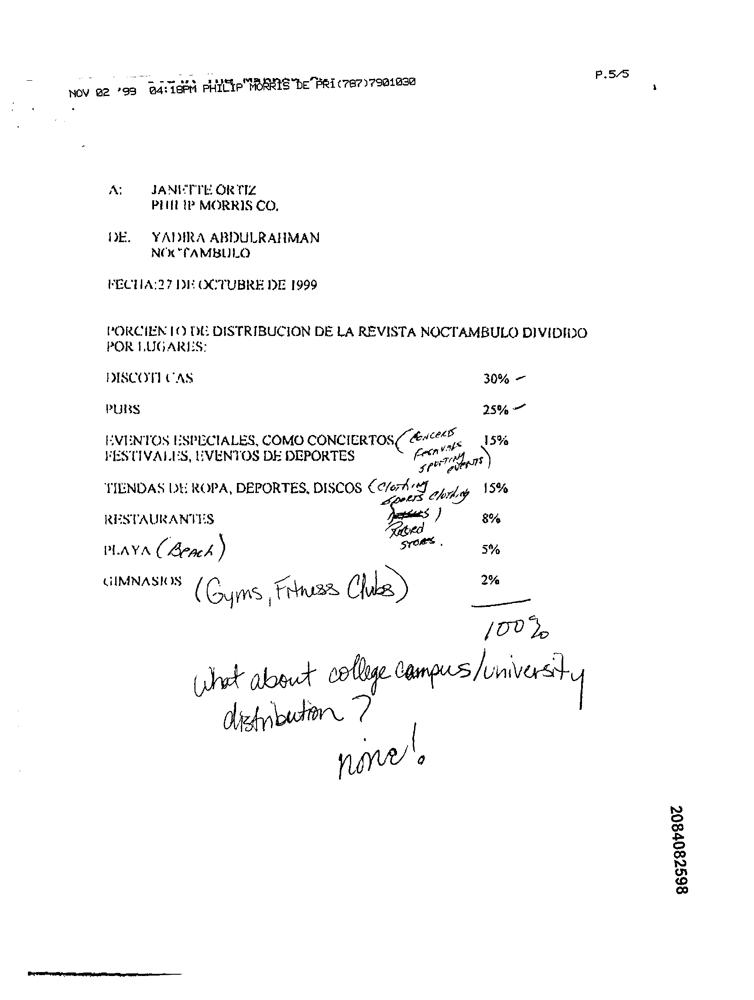 P.5/5
NOV 02 '99 04:18PM PHILIP MORRIS DE PRI(787)7901030
A: JANETTE ORTIZ
PHILIP MORRIS CO.
DE. YADIRA ABDULRAHMAN
NOCTAMBULO
FECHA:27 DE OCTUBRE DE 1999
PORCIENTO DE DISTRIBUCION DE LA REVISTA NOCTAMBULO DIVIDIDO
POR LUGARES:
DISCOTECAS 30% -
PUBS 25% -
EVENTOS ESPECIALES, COMO CONCIERTOS, (Concerts 15%
FESTIVALES, EVENTOS DE DEPORTES Festivals
sporting events)
TIENDAS DE ROPA, DEPORTES, DISCOS (Clothing 15%
sports clothing
RESTAURANTES ) 8%
Record
stores.
PLAYA (Beach) 5%
GIMNASIOS (Gyms, Fitness Clubs) 2%
100%
What about college campus/university
distribution?
none!
2084082598